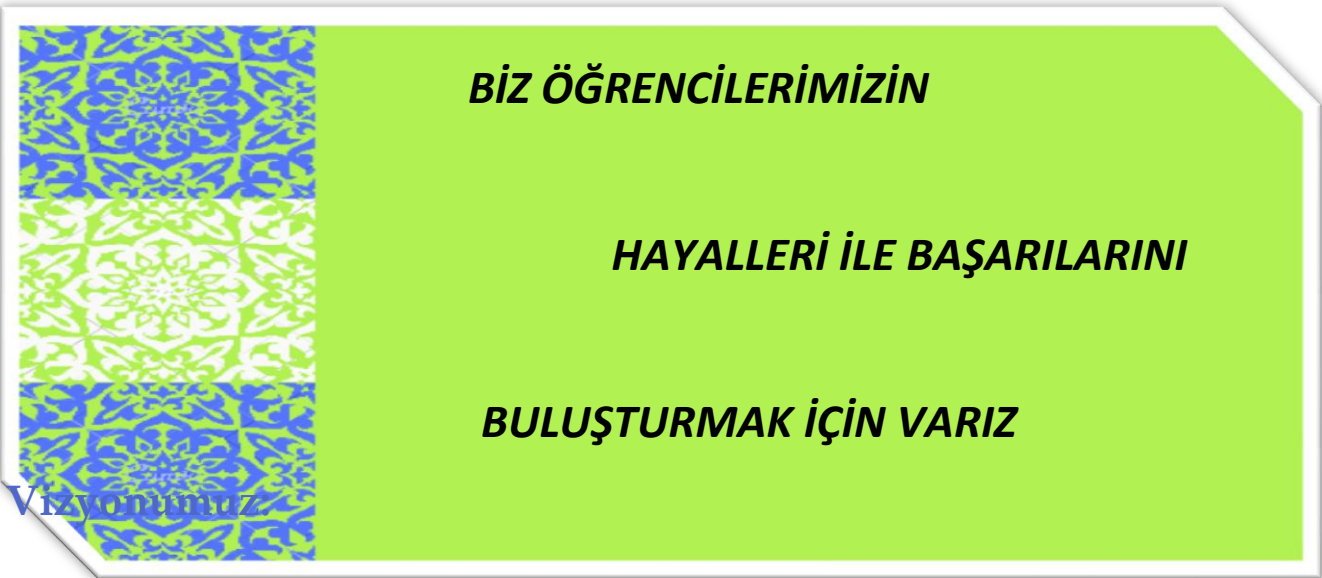 BİZ ÖĞRENCİLERİMİZİN
HAYALLERİ İLE BAŞARILARINI
BULUŞTURMAK İÇİN VARIZ
Vizyonumuz: